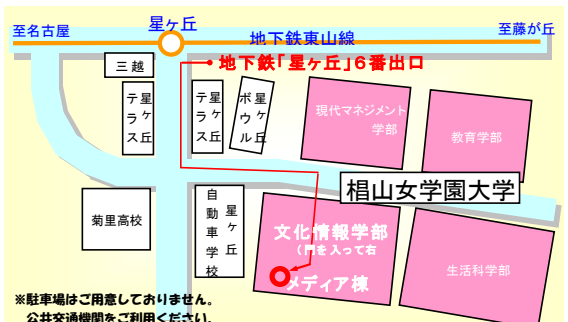 星ヶ丘
至名古屋
地下鉄東山線
至藤が丘
地下鉄「星ヶ丘」6番出口
三越
星ヶ丘
テラス
星ヶ丘
テラス
星ヶ丘
ボウル
現代マネジメント
学部
教育学部
椙山女学園大学
菊里高校
星ヶ丘
自動車学校
文化情報学部
(門を入って右
メディア棟
生活科学部
※駐車場はご用意しておりません。
公共交通機関をご利用ください。